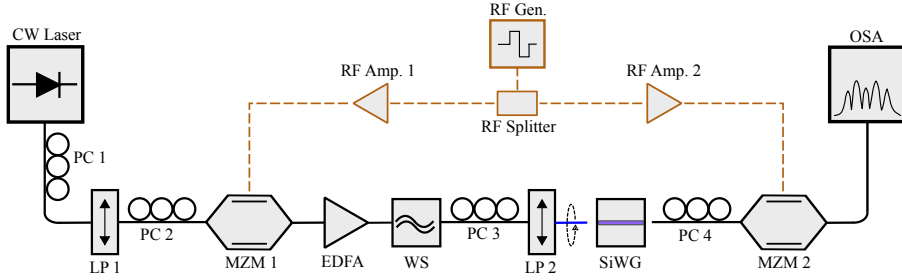 RF Gen.
CW Laser
OSA
RF Amp. 1
RF Amp. 2
RF Splitter
PC 1
PC 2
PC 3
PC 4
LP 1
MZM 1
EDFA
WS
LP 2
SiWG
MZM 2